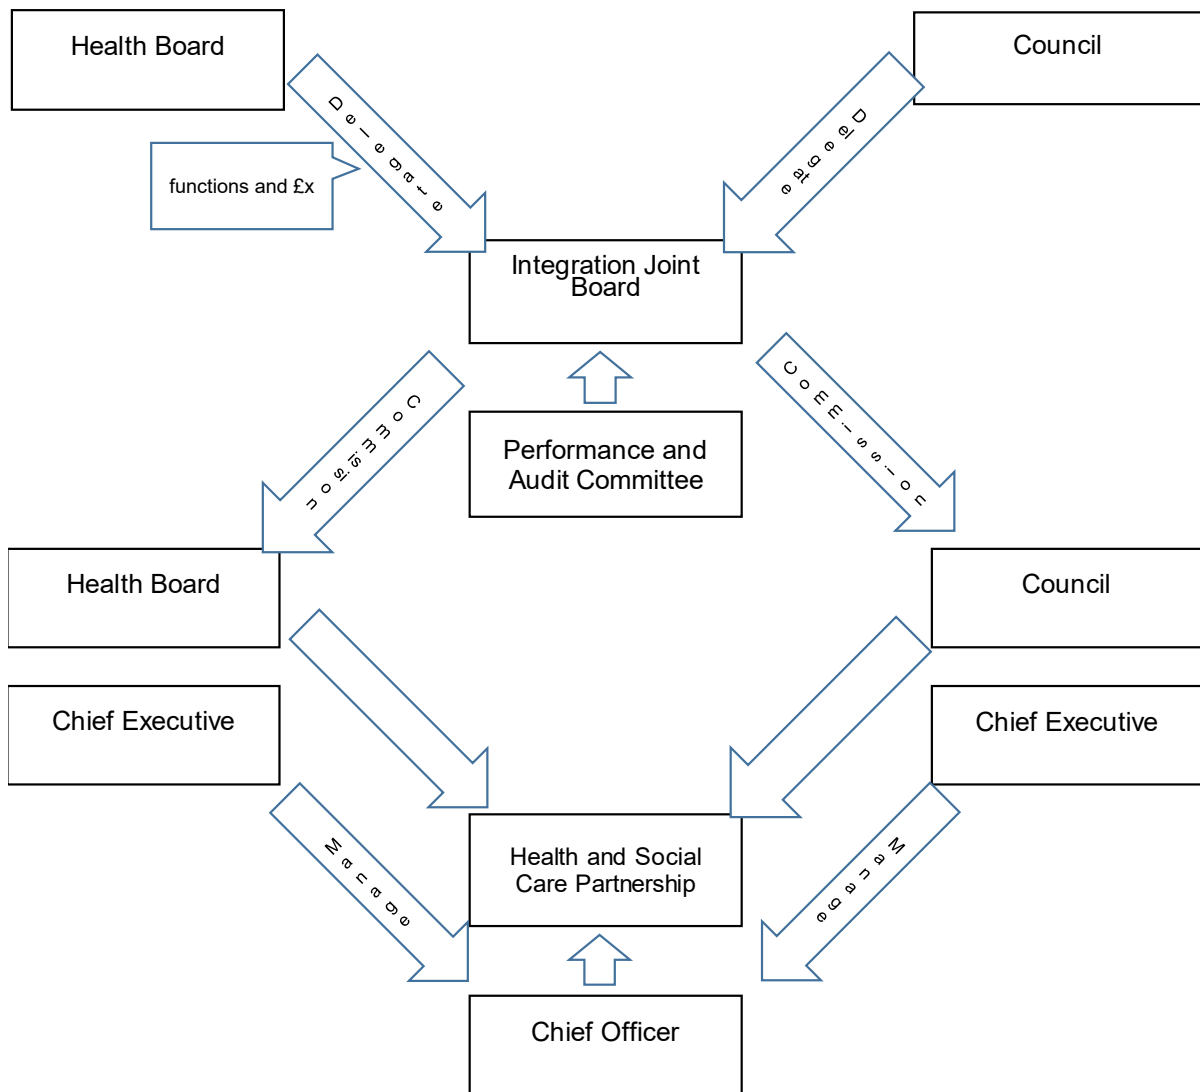 Health Board
Council
Delegate
Delegate
functions and £x
Integration Joint
Board
Commission
Commission
Performance and
Audit Committee
Health Board
Council
Chief Executive
Chief Executive
Manage
Manage
Health and Social
Care Partnership
Chief Officer